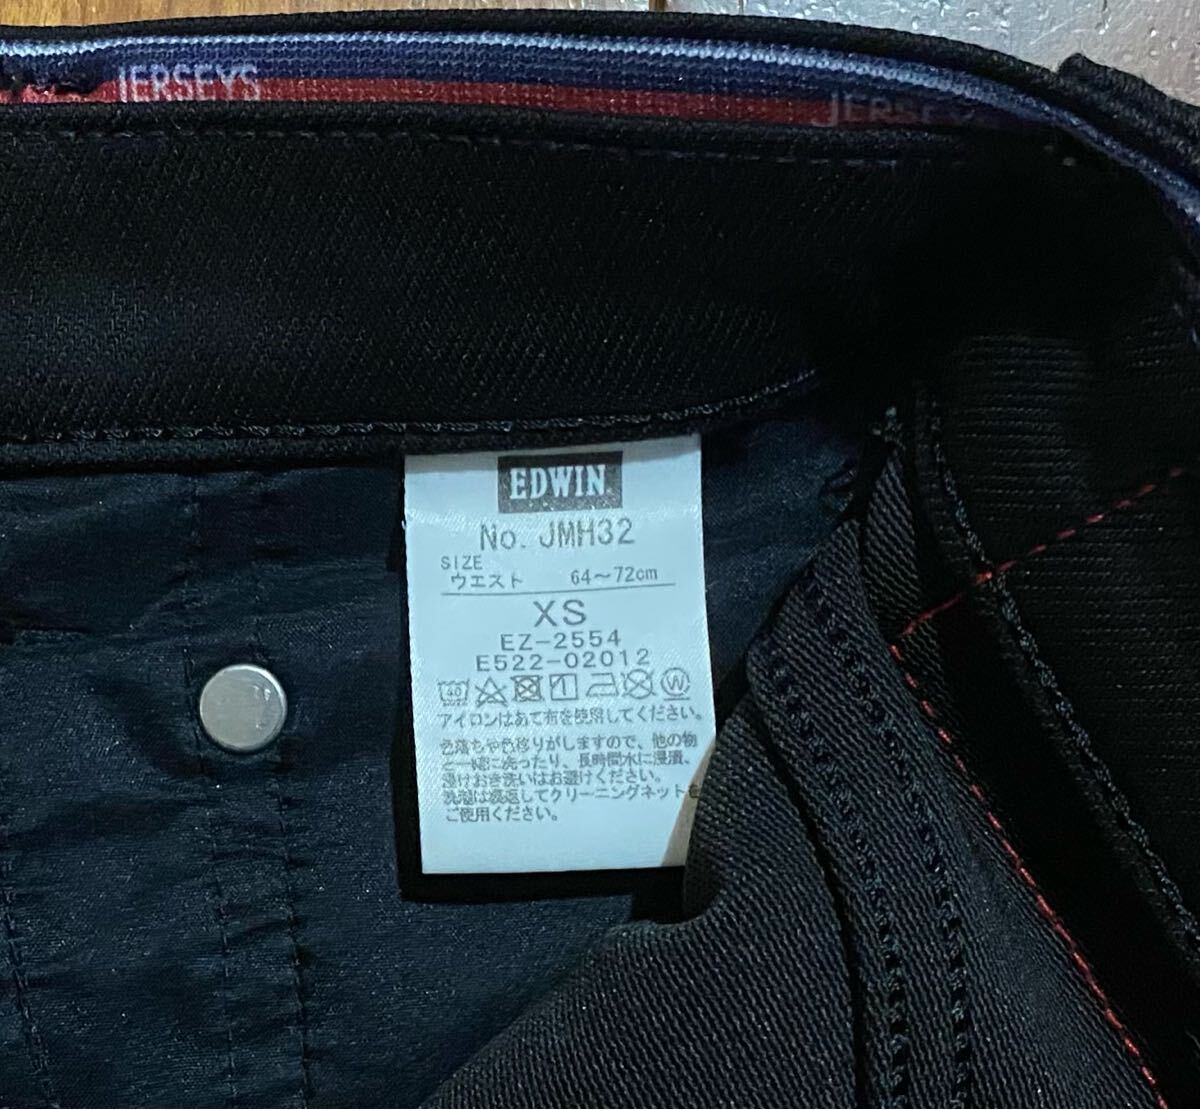 JERSEYS
JERSEYS
EDWIN
No. JMH32
SIZE
ウエスト 64～72cm
XS
EZ-2554
E522-02012
40 W
アイロンはあて布を使用してください。
色落ちや色移りがしますので、他の物
と一緒に洗ったり、長時間水に浸漬、
浸けおき洗いはお避けください。
洗濯は裏返してクリーニングネットを
ご使用ください。